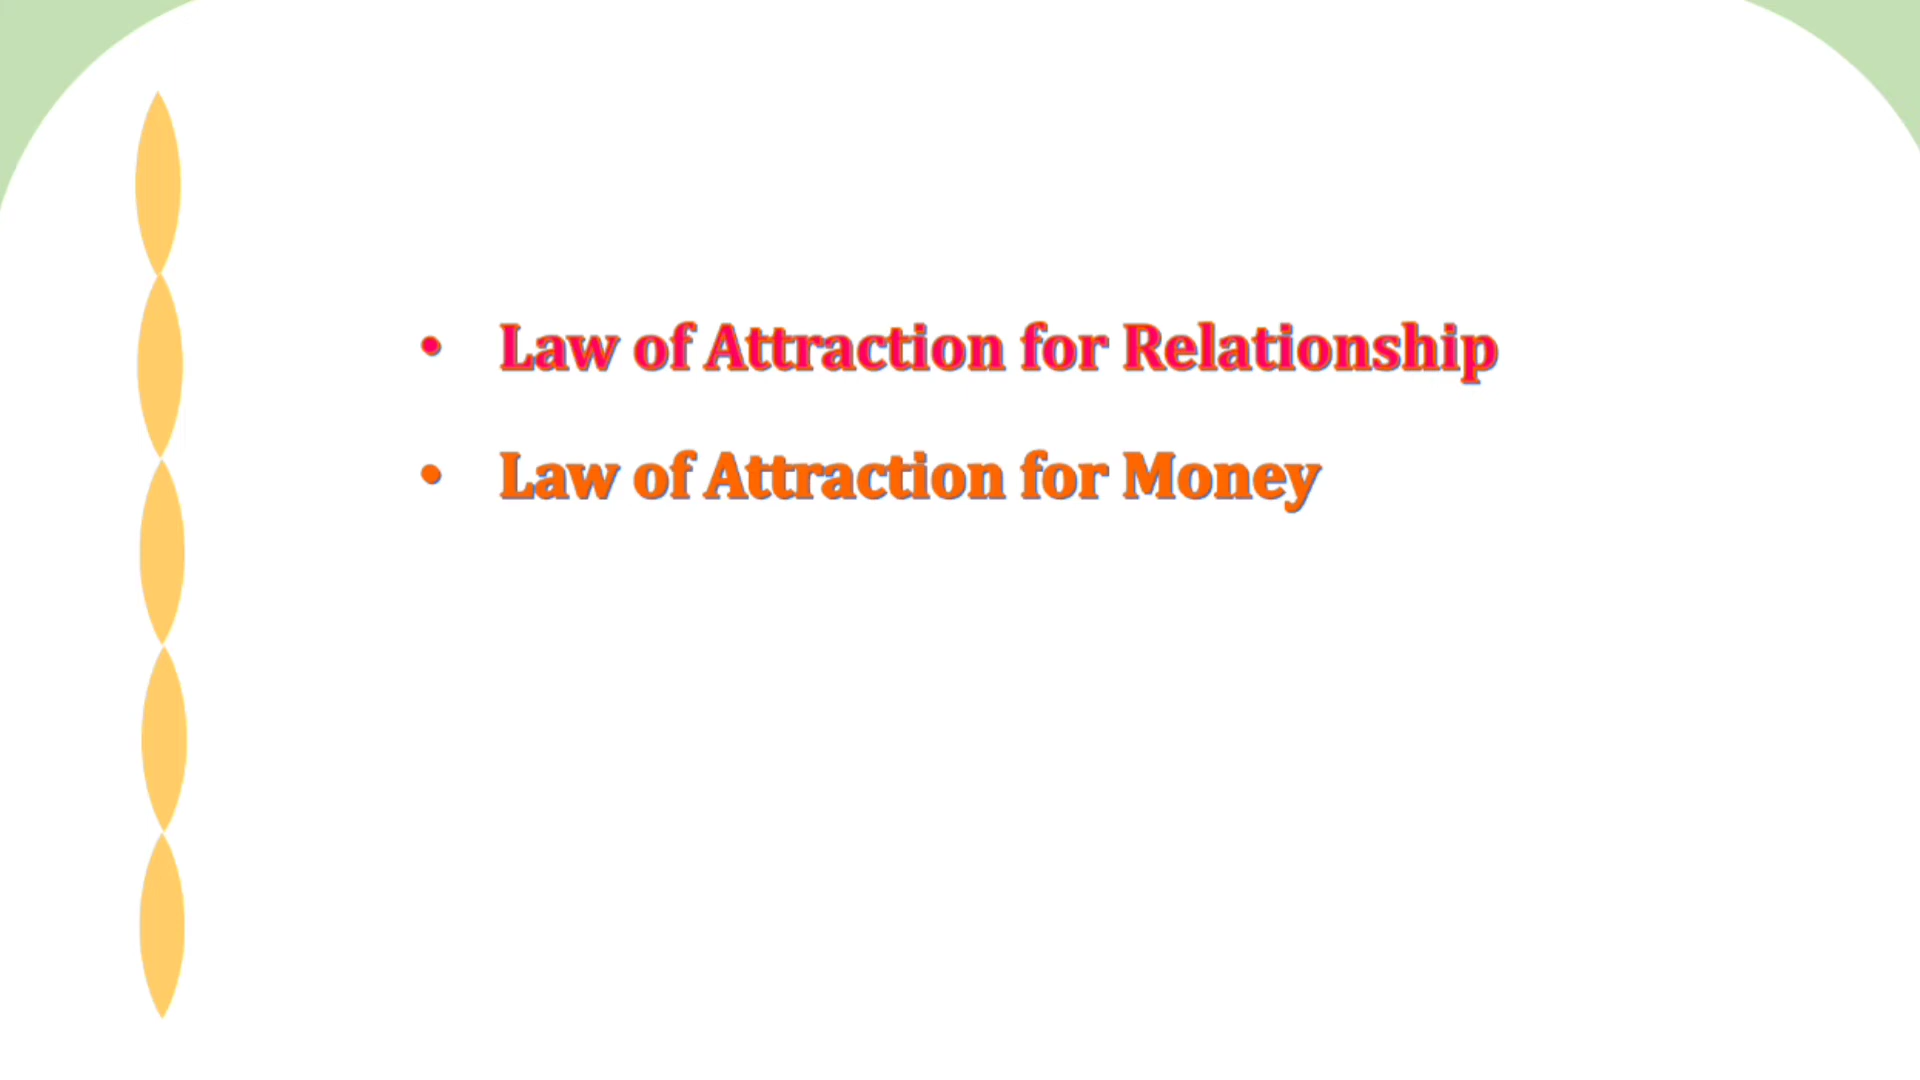 • Law of Attraction for Relationship
• Law of Attraction for Money